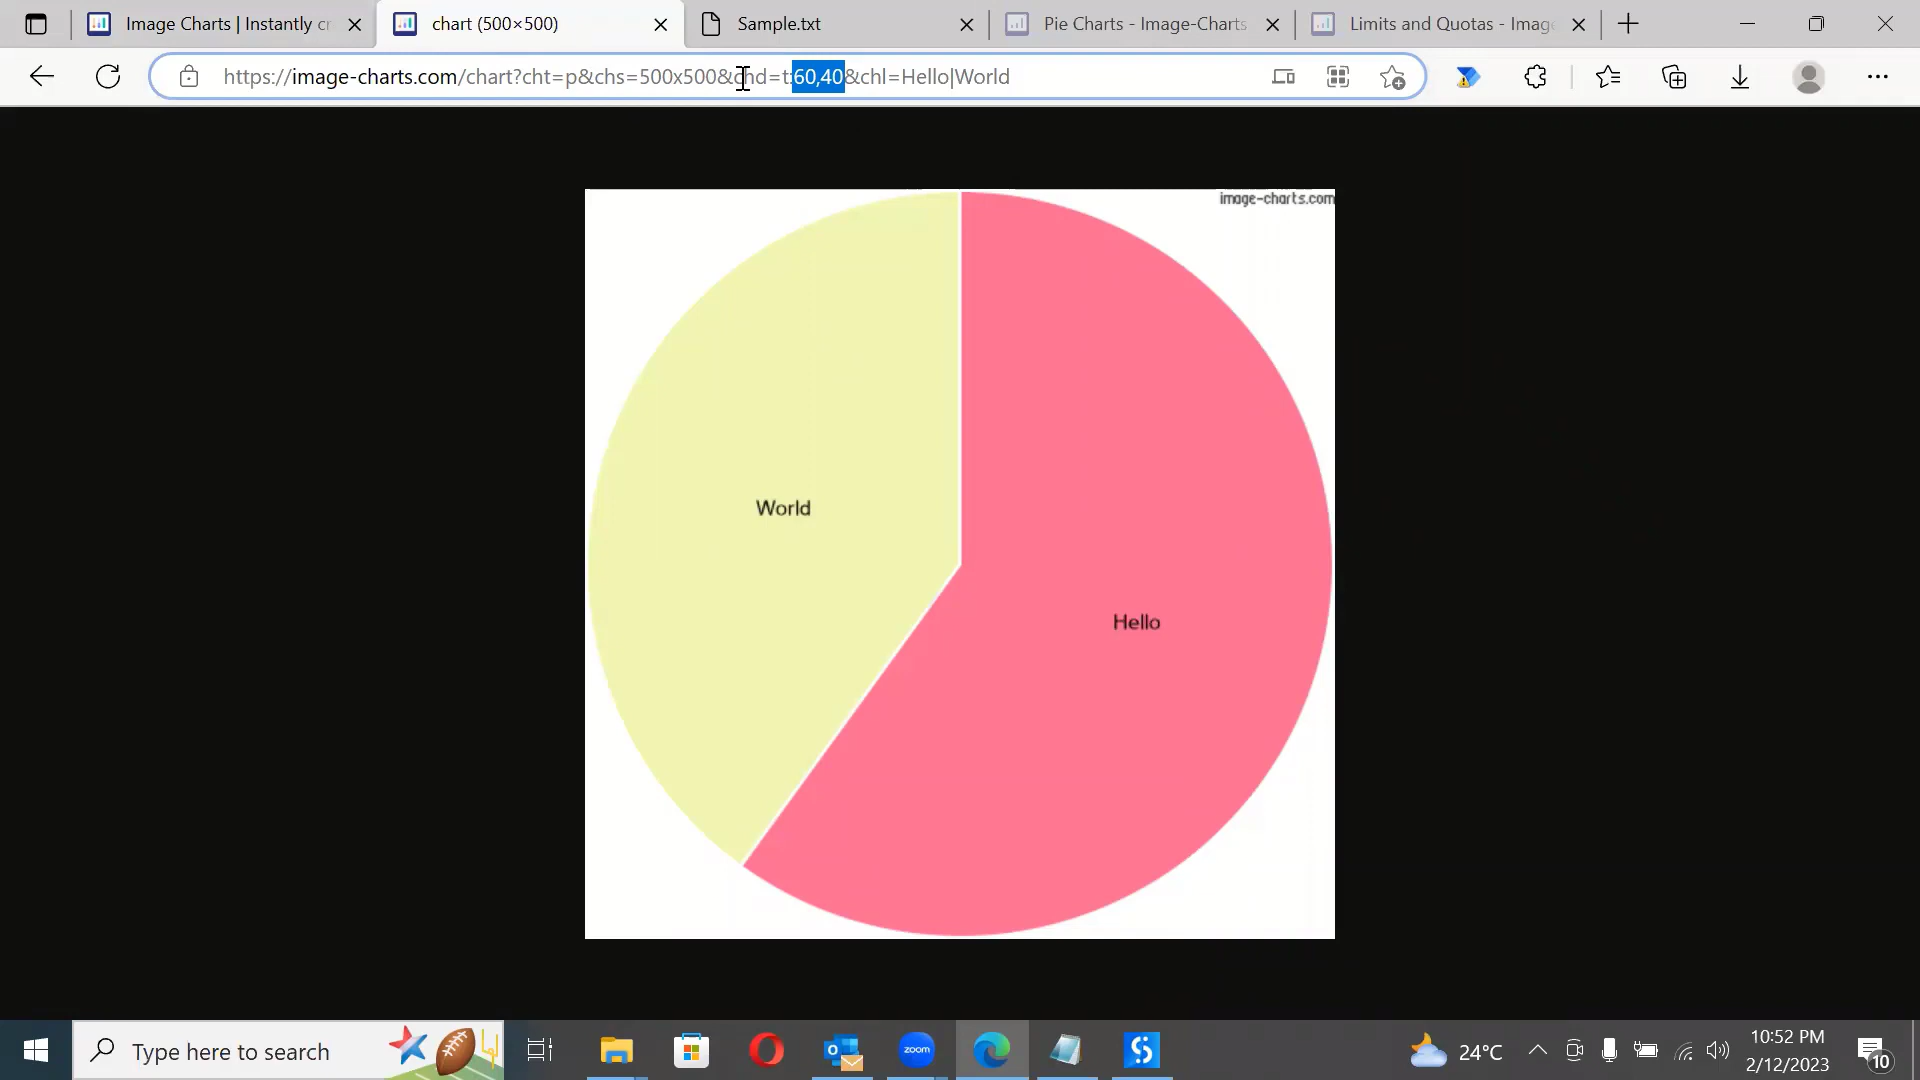 Image Charts | Instantly cr
chart (500×500)
Sample.txt
Pie Charts - Image-Charts
Limits and Quotas - Image
https://image-charts.com/chart?cht=p&chs=500x500&chd=t:60,40&chl=Hello|World
image-charts.com
World
Hello
Type here to search
zoom
24°C
10:52 PM
2/12/2023
10